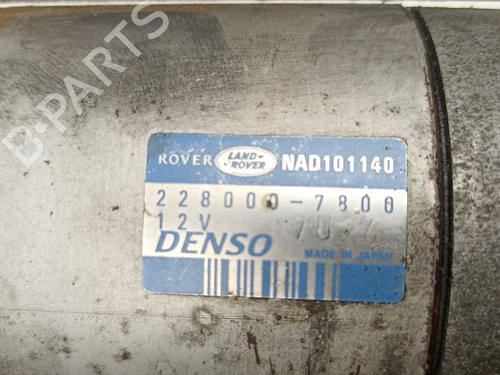 ROVER LAND-ROVER NAD101140
228000-7800
12V
DENSO MADE IN JAPAN
B-PARTS